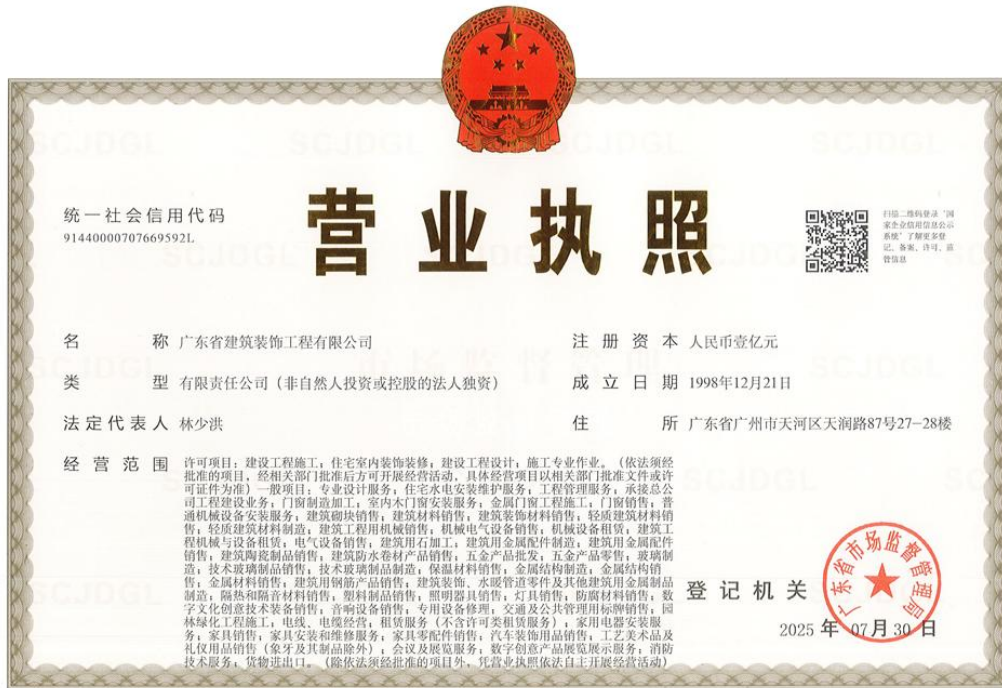 营业执照
统一社会信用代码
91440000707669592L
扫描二维码登录‘国
家企业信用信息公示
系统’了解更多登
记、备案、许可、监
管信息
名称 广东省建筑装饰工程有限公司
类型 有限责任公司（非自然人投资或控股的法人独资）
法定代表人 林少洪
注册资本 人民币壹亿元
成立日期 1998年12月21日
住所 广东省广州市天河区天润路87号27-28楼
经营范围 许可项目：建设工程施工；住宅室内装饰装修；建设工程设计；施工专业作业。（依法须经
批准的项目，经相关部门批准后方可开展经营活动，具体经营项目以相关部门批准文件或许
可证件为准）一般项目：专业设计服务；住宅水电安装维护服务；工程管理服务；承接总公
司工程建设业务；门窗制造加工；室内木门窗安装服务；金属门窗工程施工；门窗销售；普
通机械设备安装服务；建筑砌块销售；建筑材料销售；建筑装饰材料销售；轻质建筑材料销
售；轻质建筑材料制造；建筑工程用机械销售；机械电气设备销售；机械设备租赁；建筑工
程机械与设备租赁；电气设备销售；建筑用石加工；建筑用金属配件制造；建筑用金属配件
销售；建筑陶瓷制品销售；建筑防水卷材产品销售；五金产品批发；五金产品零售；玻璃制
造；技术玻璃制品销售；技术玻璃制品制造；保温材料销售；金属结构制造；金属结构销
售；金属材料销售；建筑用钢筋产品销售；建筑装饰、水暖管道零件及其他建筑用金属制品
制造；隔热和隔音材料销售；塑料制品销售；照明器具销售；灯具销售；防腐材料销售；数
字文化创意技术装备销售；音响设备销售；专用设备修理；交通及公共管理用标牌销售；园
林绿化工程施工；电线、电缆经营；租赁服务（不含许可类租赁服务）；家用电器安装服
务；家具销售；家具安装和维修服务；家具零配件销售；汽车装饰用品销售；工艺美术品及
礼仪用品销售（象牙及其制品除外）；会议及展览服务；数字创意产品展览展示服务；消防
技术服务；货物进出口。（除依法须经批准的项目外，凭营业执照依法自主开展经营活动）
登记机关
广东省市场监督管理局
2025年07月30日
SCJDGL